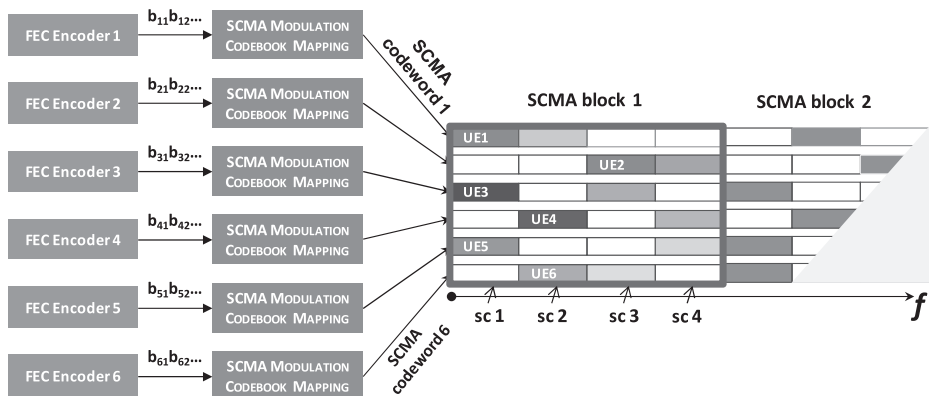 FEC Encoder 1
b11b12...
SCMA MODULATION
CODEBOOK MAPPING
FEC Encoder 2
b21b22...
SCMA MODULATION
CODEBOOK MAPPING
FEC Encoder 3
b31b32...
SCMA MODULATION
CODEBOOK MAPPING
FEC Encoder 4
b41b42...
SCMA MODULATION
CODEBOOK MAPPING
FEC Encoder 5
b51b52...
SCMA MODULATION
CODEBOOK MAPPING
FEC Encoder 6
b61b62...
SCMA MODULATION
CODEBOOK MAPPING
SCMA
codeword 1
SCMA
codeword 6
SCMA block 1
SCMA block 2
UE1
UE2
UE3
UE4
UE5
UE6
sc 1
sc 2
sc 3
sc 4
f